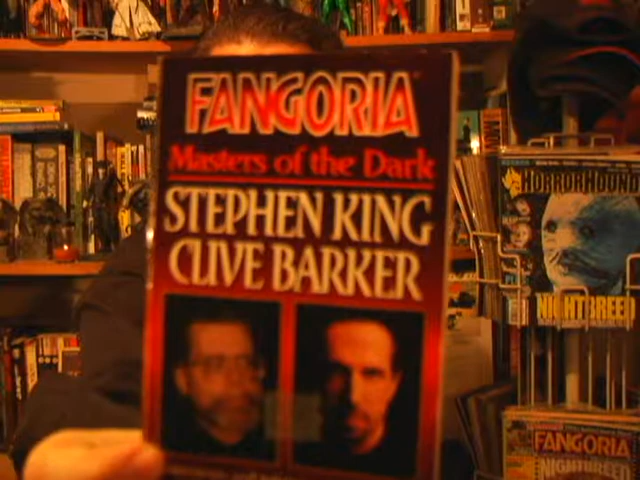 FANGORIA
Masters of the Dark
STEPHEN KING
CLIVE BARKER
HORRORHOUND
NIGHTBREED
FANGORIA
NIGHTBREED